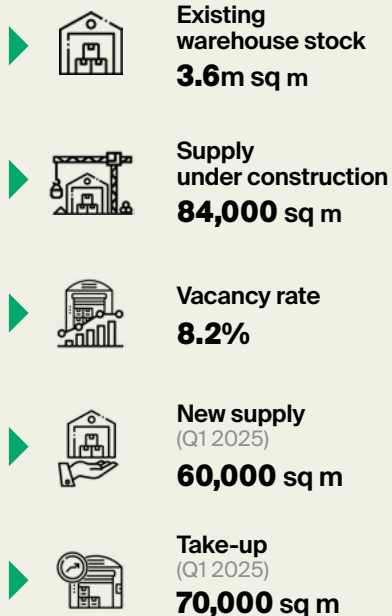 Existing
warehouse stock
3.6m sq m
Supply
under construction
84,000 sq m
Vacancy rate
8.2%
New supply
(Q1 2025)
60,000 sq m
Take-up
(Q1 2025)
70,000 sq m